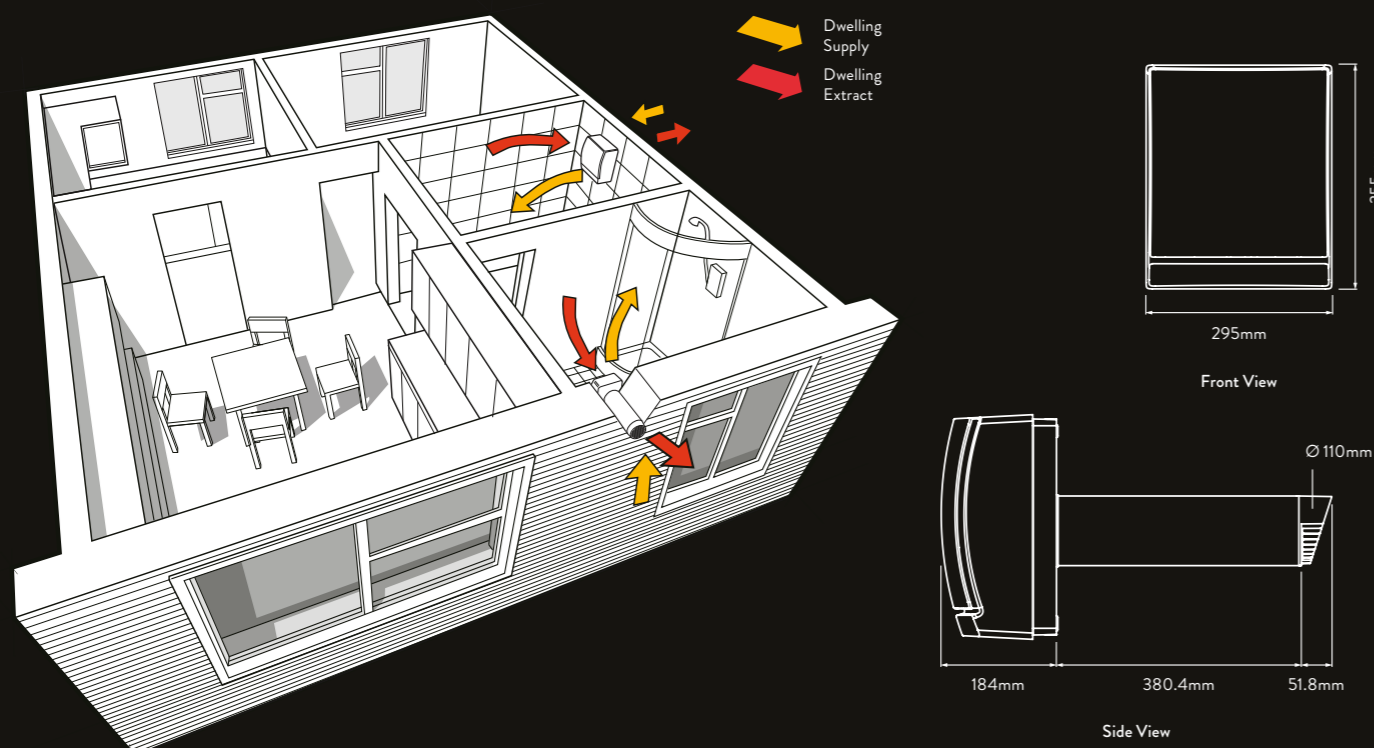 Dwelling
Supply
Dwelling
Extract
295mm
Front View
Ø 110mm
184mm
380.4mm
51.8mm
Side View